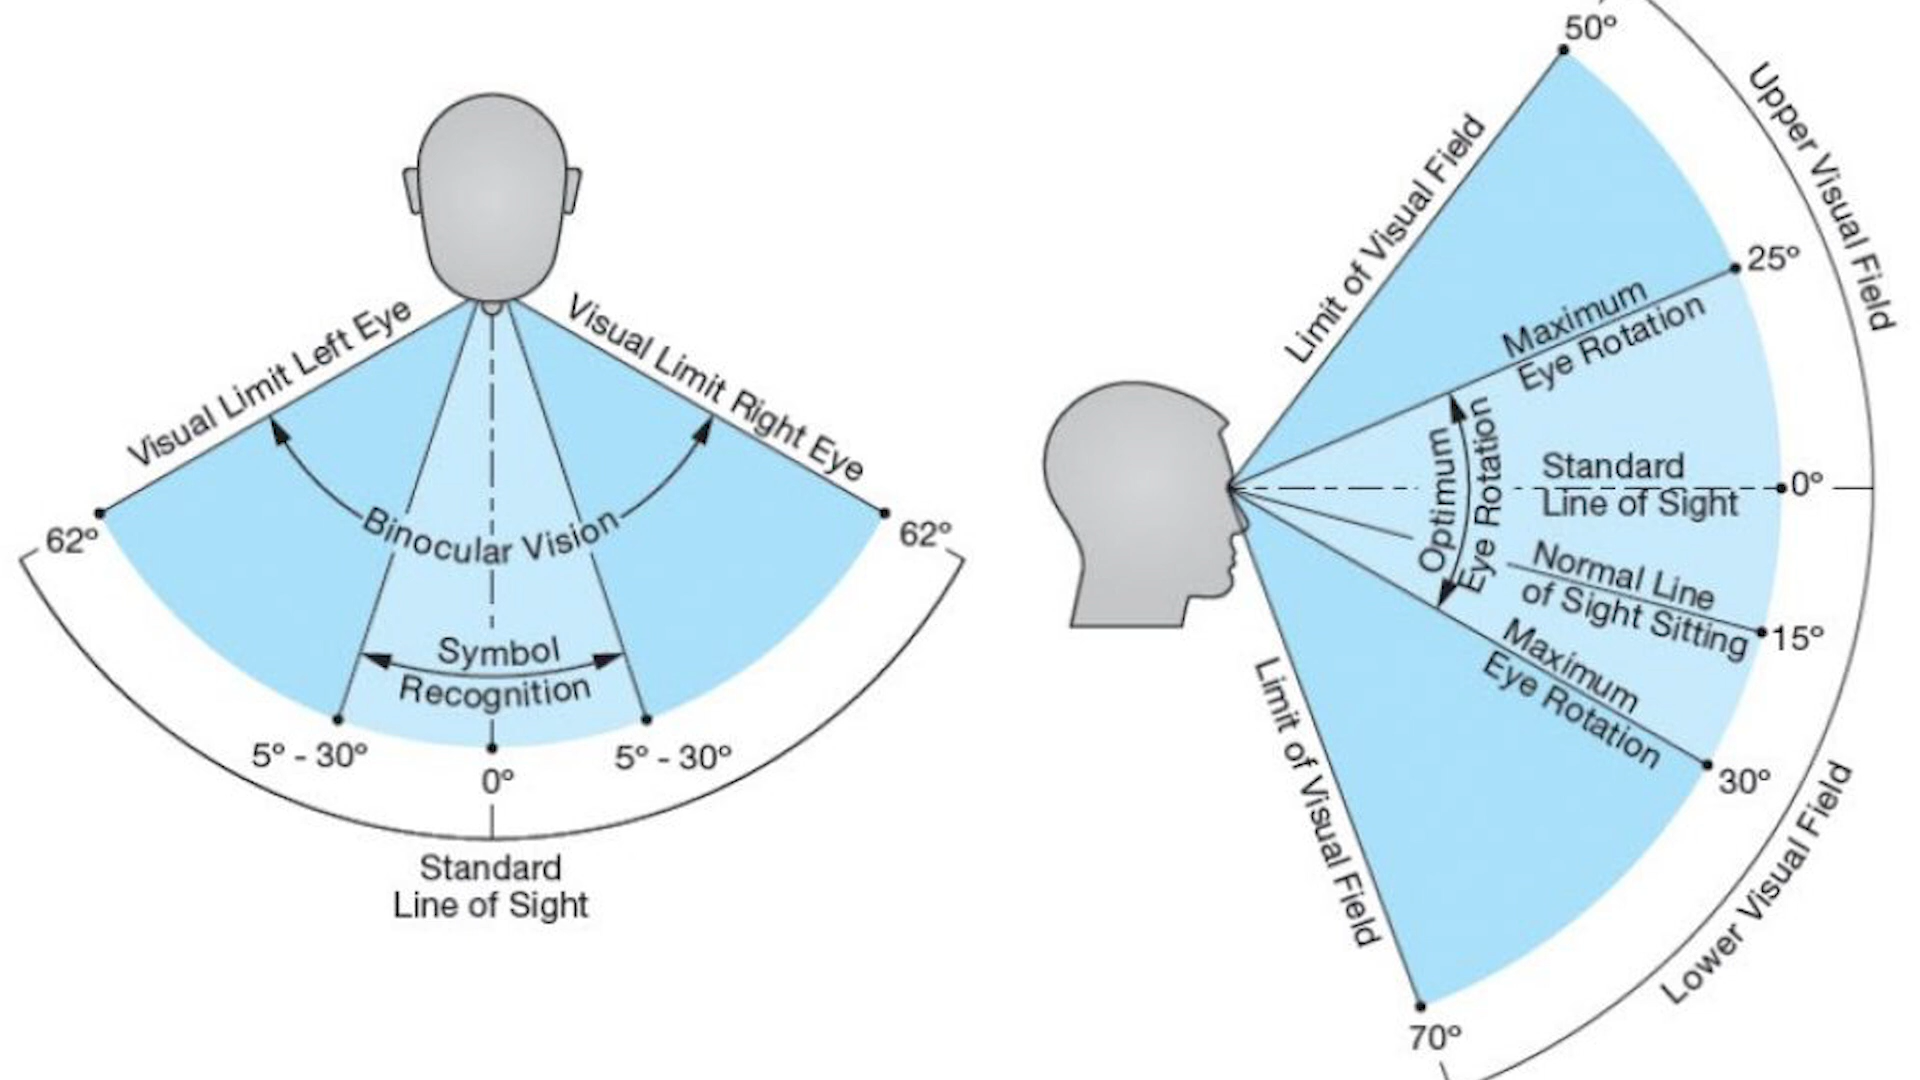 Visual Limit Left Eye
Visual Limit Right Eye
62º
62º
Binocular Vision
Symbol
Recognition
5º - 30º
5º - 30º
0º
Standard
Line of Sight
50º
Upper Visual Field
Limit of Visual Field
25º
Maximum
Eye Rotation
Optimum
Eye Rotation
Standard
Line of Sight
0º
Normal Line
of Sight Sitting
15º
Maximum
Eye Rotation
30º
Limit of Visual Field
Lower Visual Field
70º